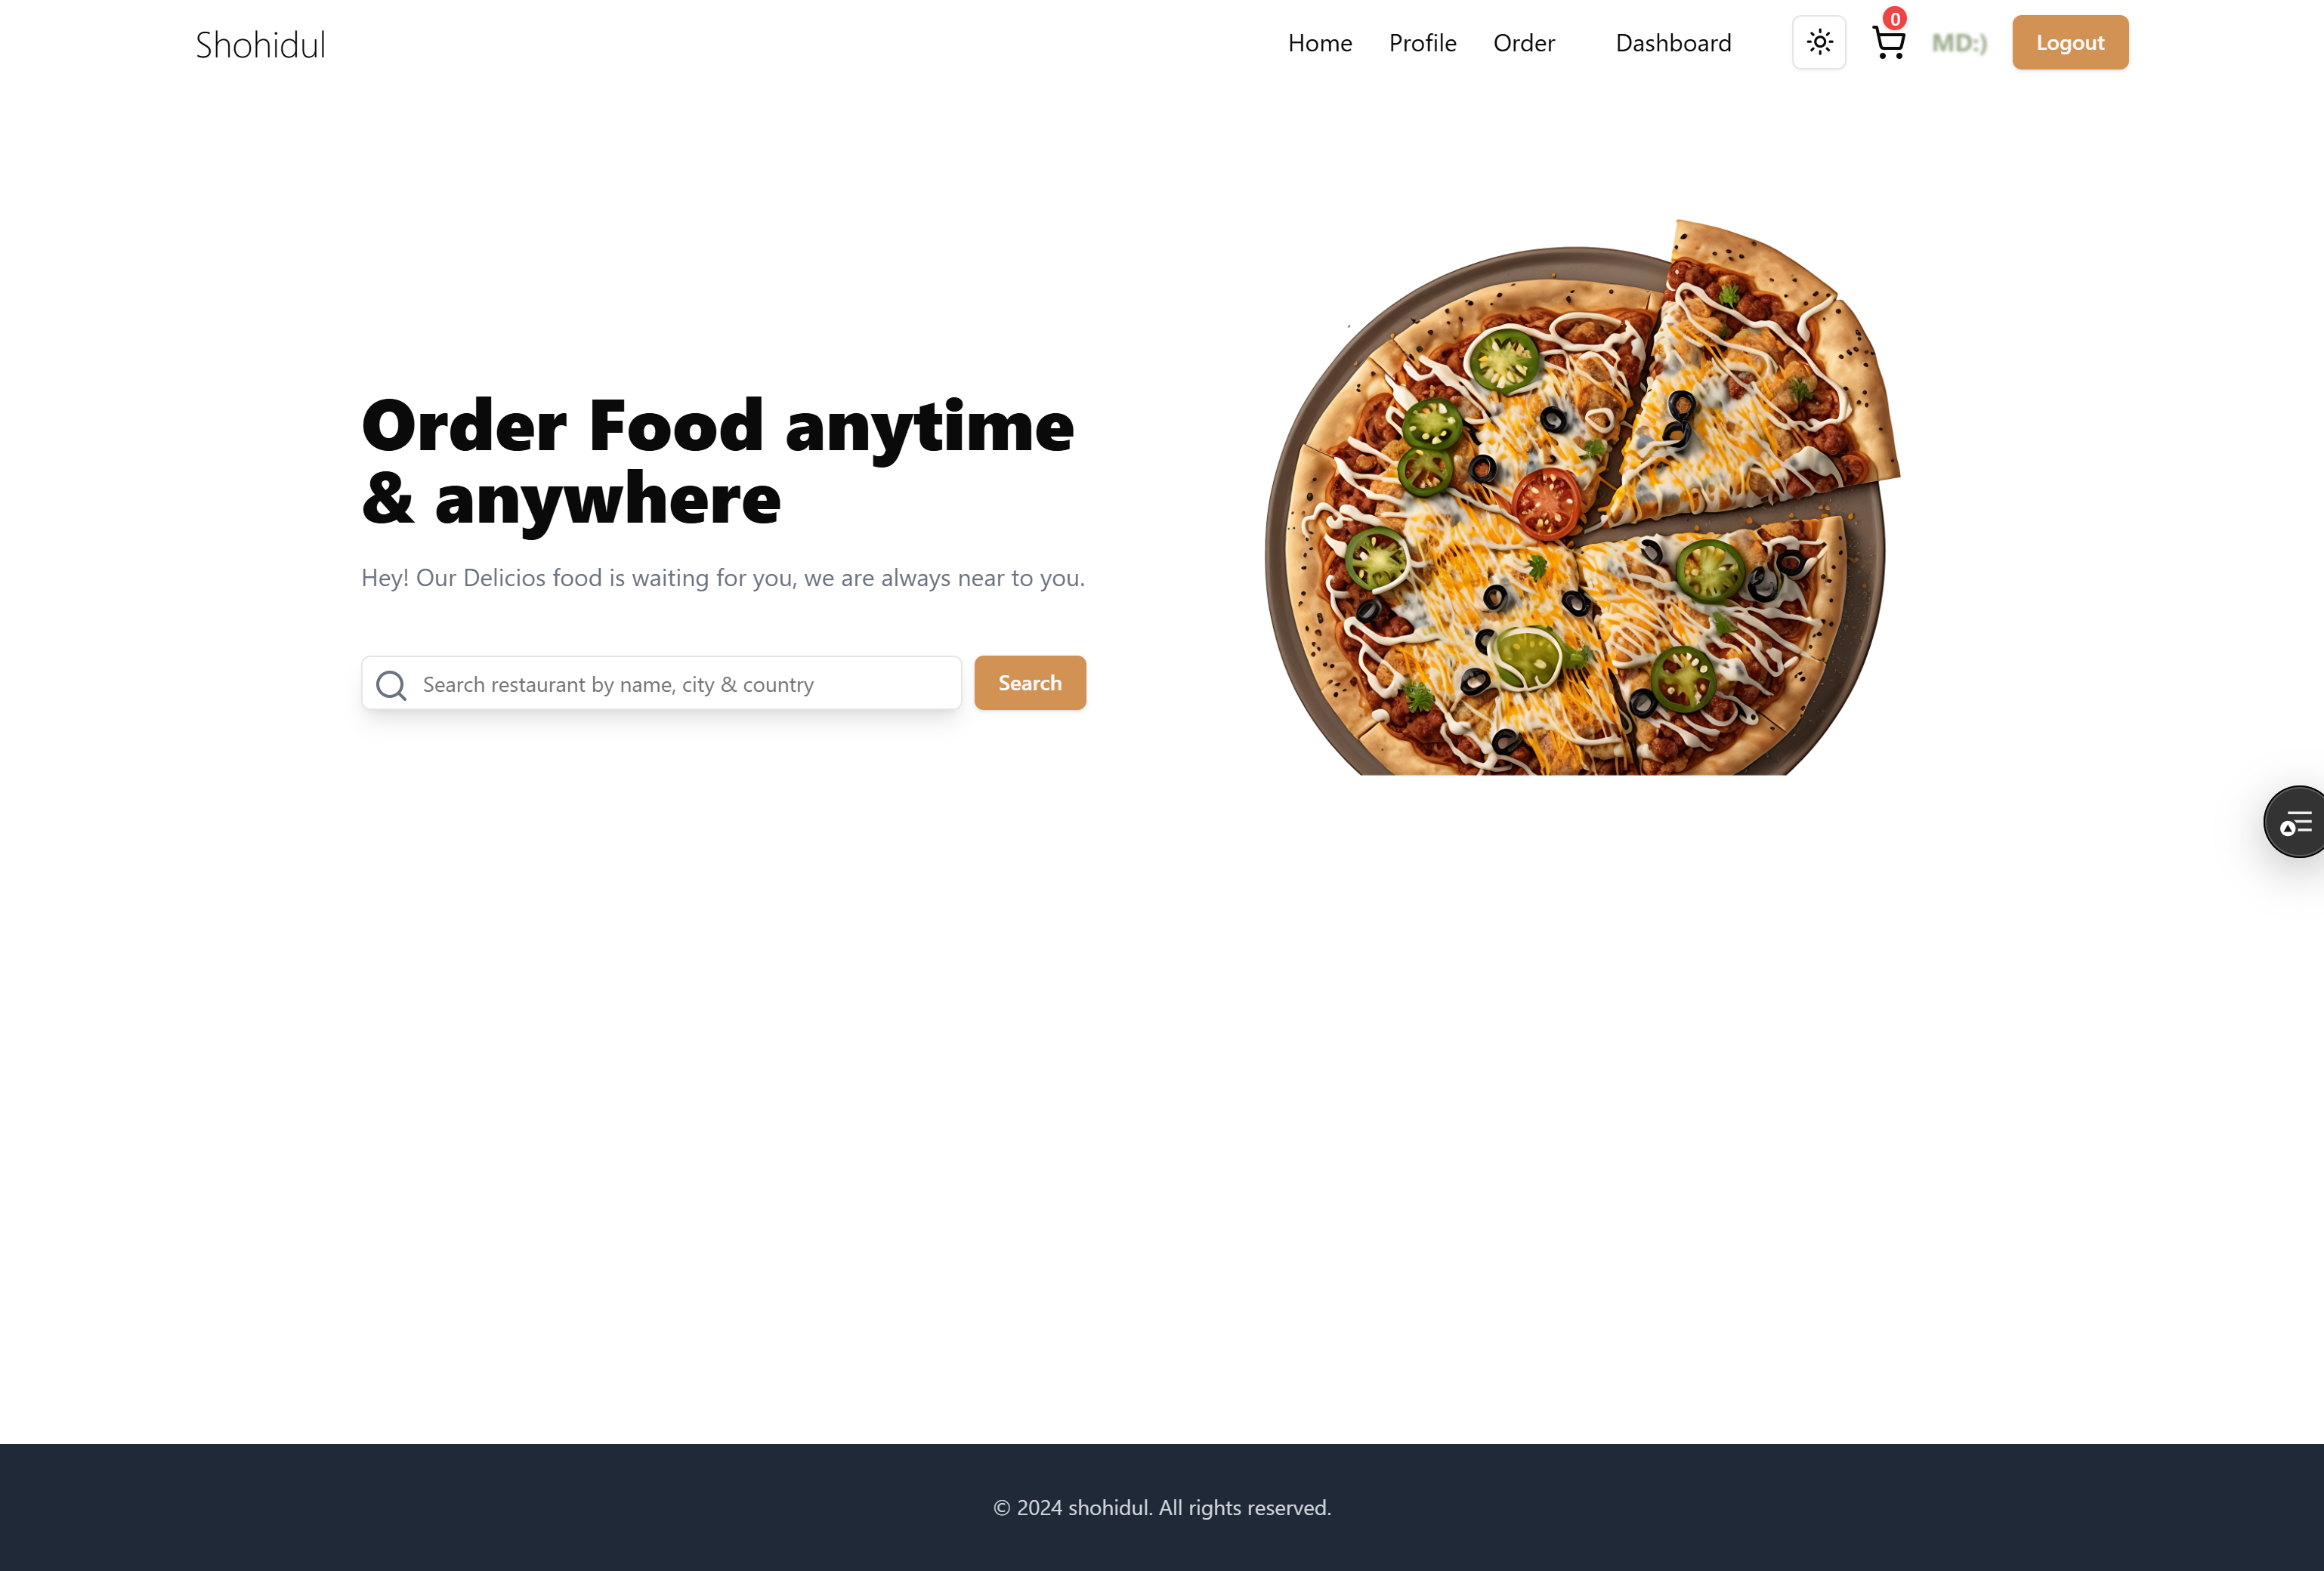 Shohidul
Home Profile Order Dashboard 0 MD:) Logout
Order Food anytime
& anywhere
Hey! Our Delicios food is waiting for you, we are always near to you.
Search restaurant by name, city & country Search
© 2024 shohidul. All rights reserved.